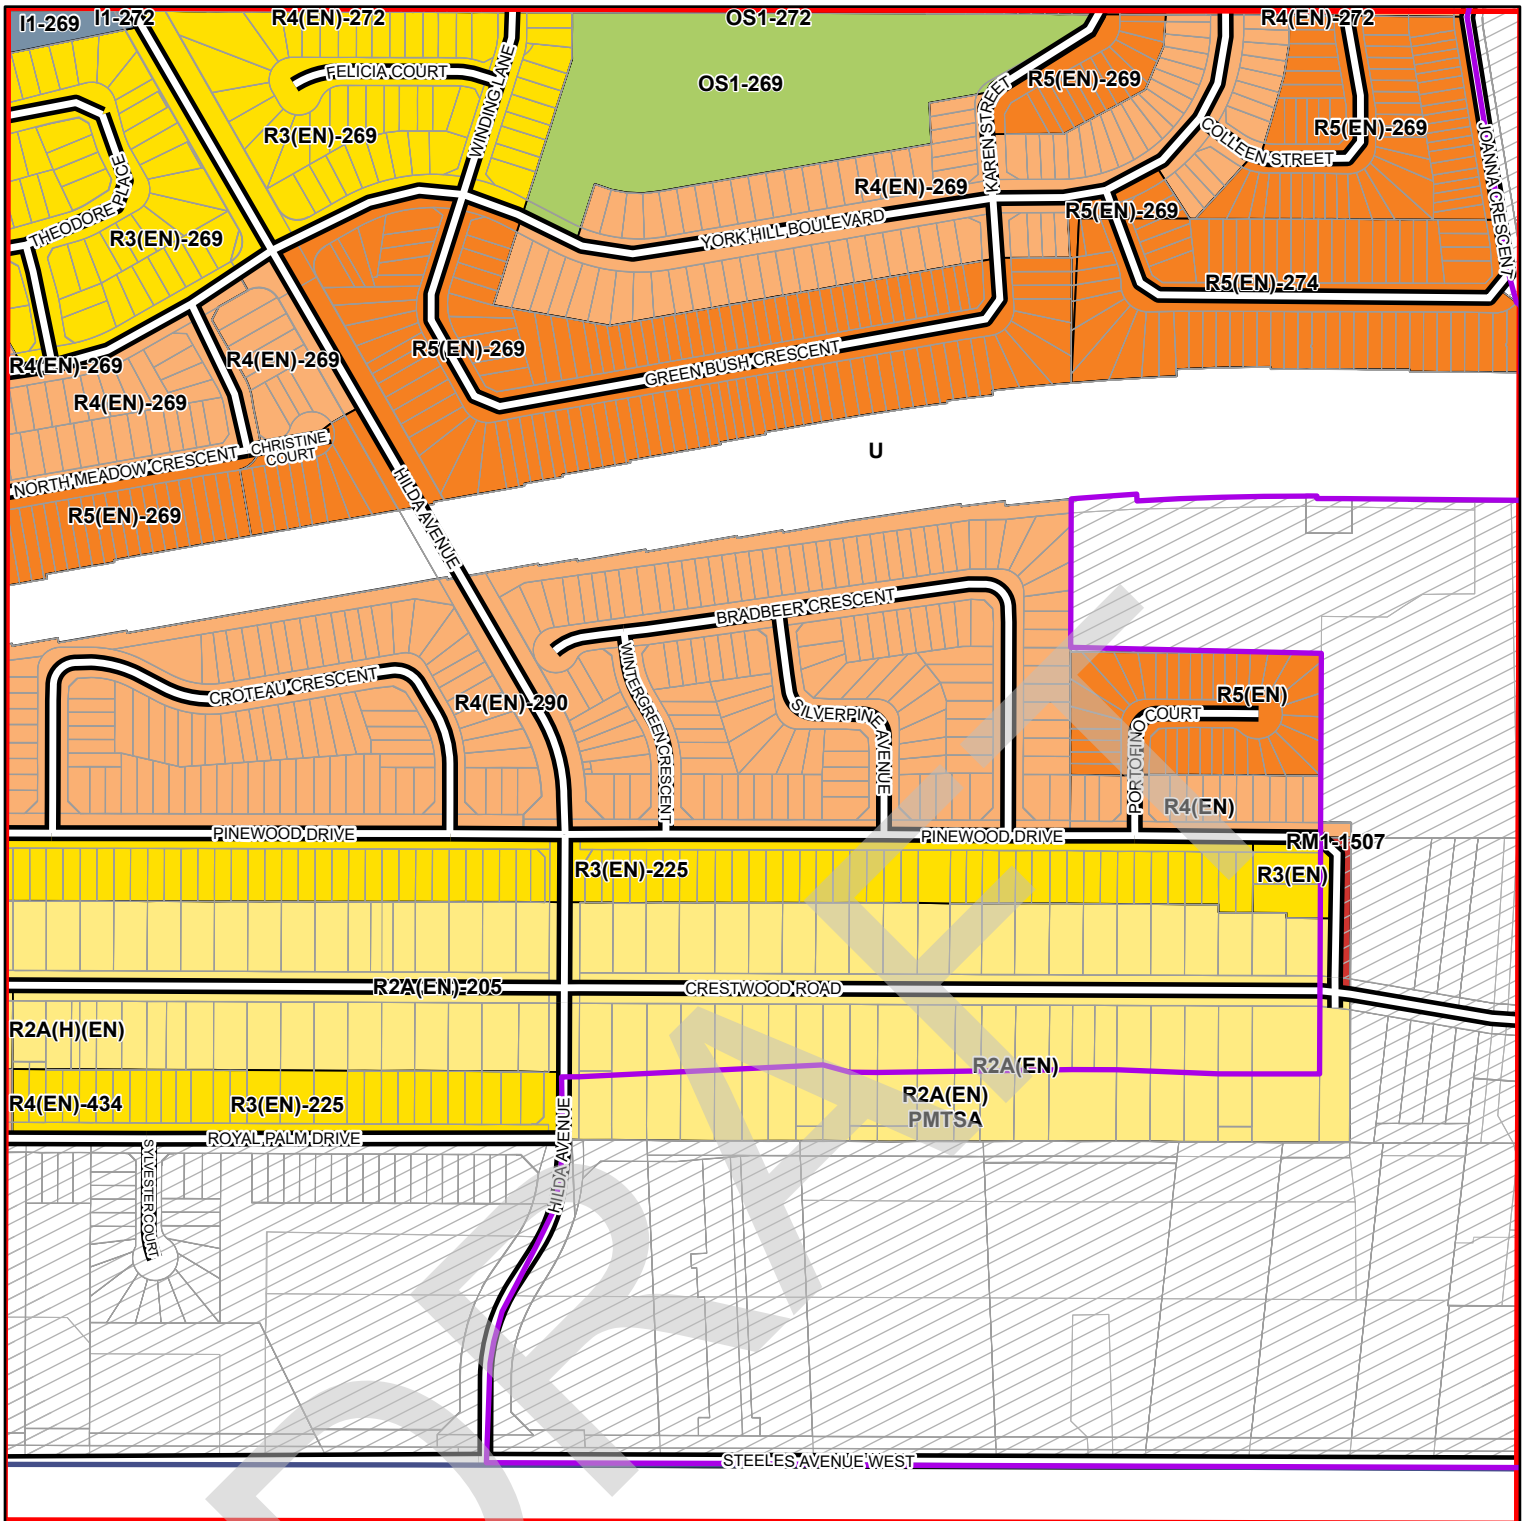 I1-269
I1-272
R4(EN)-272
OS1-272
R4(EN)-272
FELICIA COURT
WINDING LANE
OS1-269
KAREN STREET
R5(EN)-269
R3(EN)-269
COLLEEN STREET
R5(EN)-269
JOANNA CRESCENT
THEODORE PLACE
R3(EN)-269
R4(EN)-269
YORK HILL BOULEVARD
R5(EN)-269
R5(EN)-274
R4(EN)-269
R4(EN)-269
R5(EN)-269
GREEN BUSH CRESCENT
R4(EN)-269
NORTH MEADOW CRESCENT
CHRISTINE
COURT
U
HILDA AVENUE
R5(EN)-269
BRADBEER CRESCENT
CROTEAU CRESCENT
R4(EN)-290
WINTERGREEN CRESCENT
SILVERPINE AVENUE
R5(EN)
PORTOFINO COURT
R4(EN)
PINEWOOD DRIVE
PINEWOOD DRIVE
RM1-1507
R3(EN)-225
R3(EN)
R2A(EN)-205
CRESTWOOD ROAD
R2A(H)(EN)
R2A(EN)
R2A(EN)
PMTSA
R4(EN)-434
R3(EN)-225
ROYAL PALM DRIVE
HILDA AVENUE
SYLVESTER COURT
STEELES AVENUE WEST
DRAFT